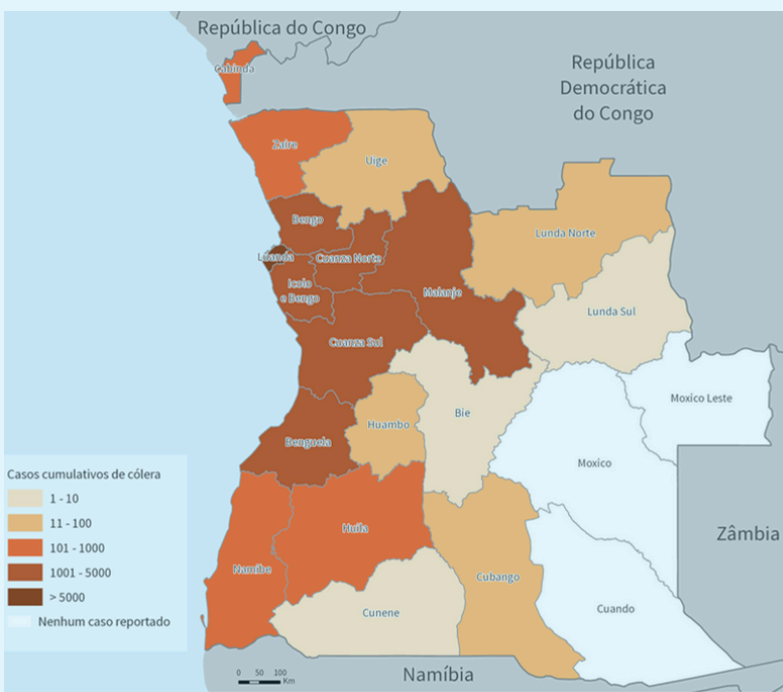 República do Congo
Cabinda
República
Democrática
do Congo
Zaire
Uíge
Bengo
Lunda Norte
Luanda
Cuanza Norte
Icolo
e Bengo
Malanje
Lunda Sul
Cuanza Sul
Moxico Leste
Bie
Huambo
Benguela
Moxico
Casos cumulativos de cólera
1 - 10
11 - 100
101 - 1000
1001 - 5000
> 5000
Nenhum caso reportado
Huíla
Zâmbia
Namibe
Cubango
Cunene
Cuando
Namíbia
0 50 100
Km